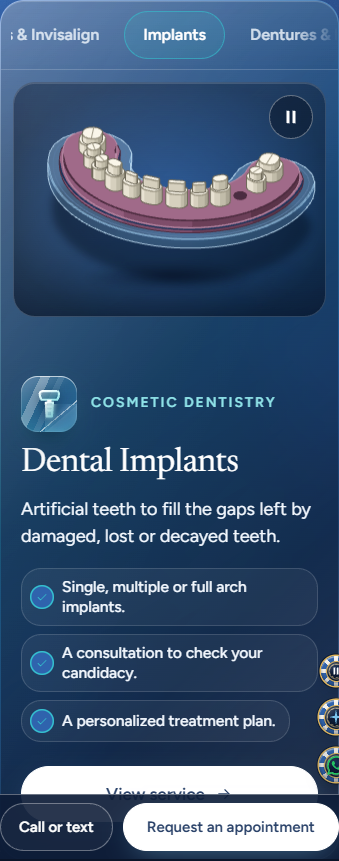 s & Invisalign
Implants
Dentures &
COSMETIC DENTISTRY
Dental Implants
Artificial teeth to fill the gaps left by
damaged, lost or decayed teeth.
Single, multiple or full arch
implants.
A consultation to check your
candidacy.
A personalized treatment plan.
View service →
Call or text
Request an appointment